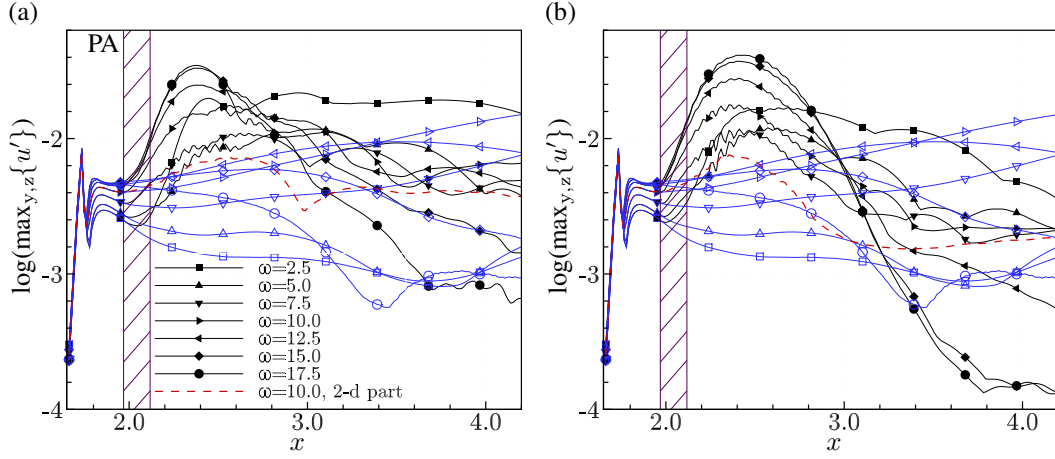 (a)
(b)
PA
log(max_{y,z}{u′})
-2
-3
-4
2.0
3.0
4.0
x
ω=2.5
ω=5.0
ω=7.5
ω=10.0
ω=12.5
ω=15.0
ω=17.5
ω=10.0, 2-d part
log(max_{y,z}{u′})
-2
-3
-4
2.0
3.0
4.0
x